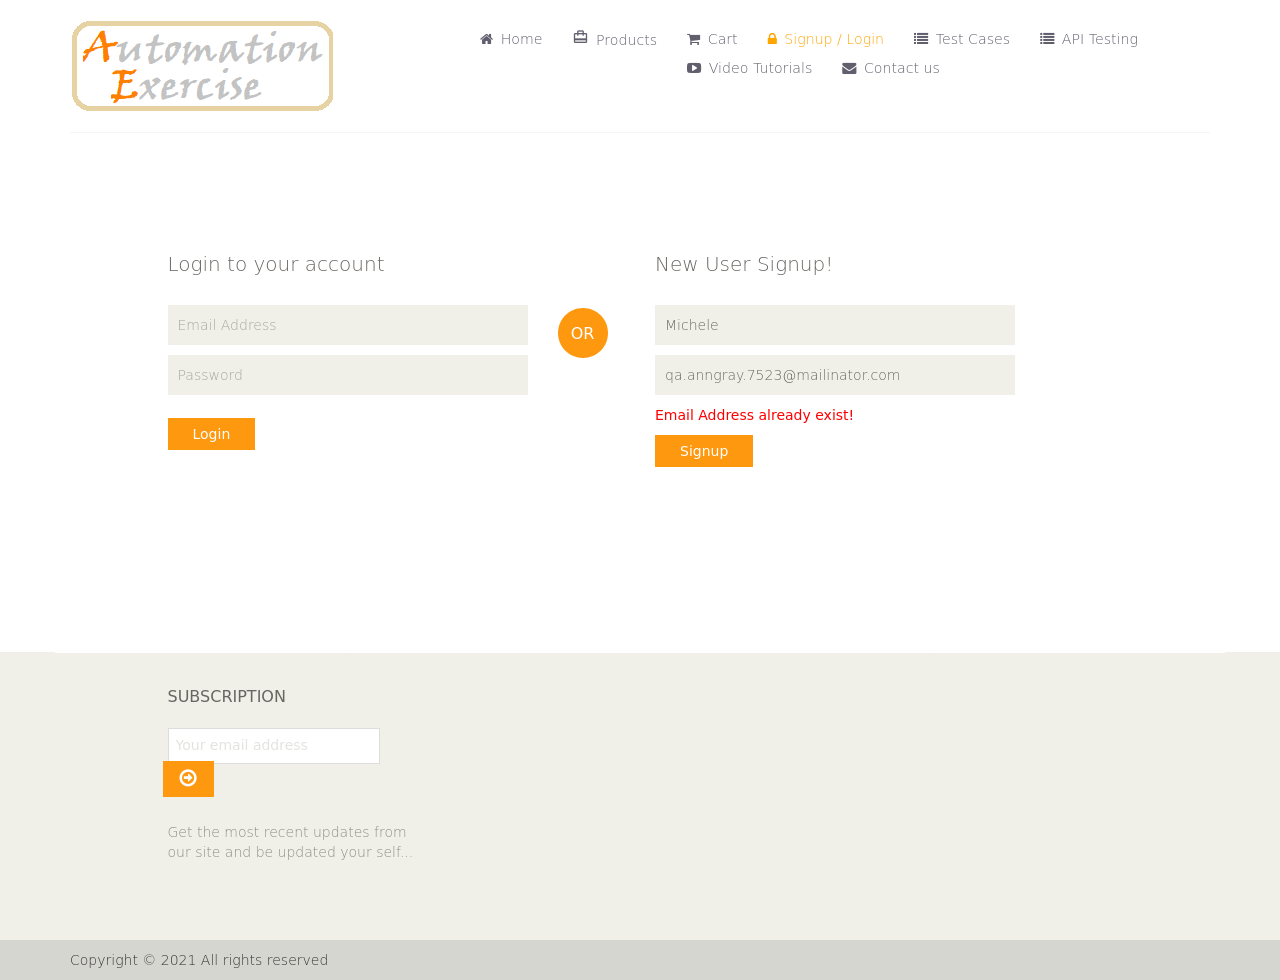 Automation
Exercise
Home
Products
Cart
Signup / Login
Test Cases
API Testing
Video Tutorials
Contact us
Login to your account
Email Address
Password
Login
OR
New User Signup!
Michele
qa.anngray.7523@mailinator.com
Email Address already exist!
Signup
SUBSCRIPTION
Your email address
Get the most recent updates from
our site and be updated your self...
Copyright © 2021 All rights reserved